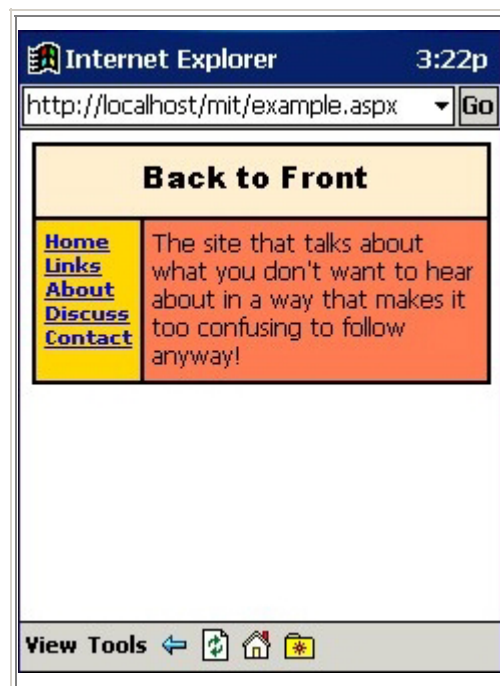 Internet Explorer 3:22p
http://localhost/mit/example.aspx Go
Back to Front
Home
Links
About
Discuss
Contact
The site that talks about
what you don't want to hear
about in a way that makes it
too confusing to follow
anyway!
View Tools